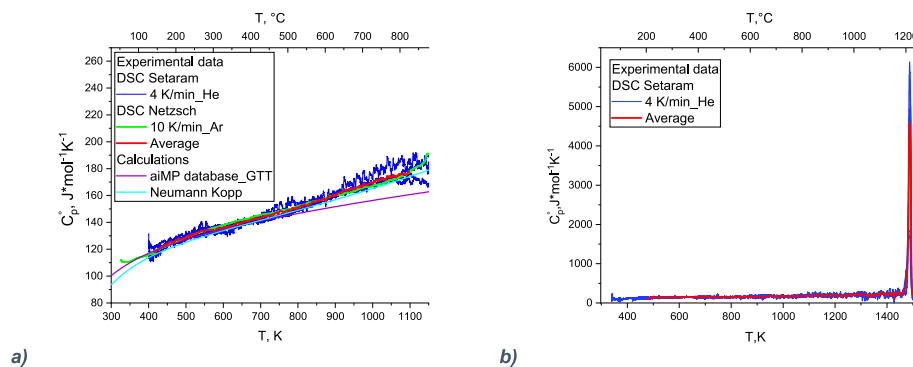 T, °C
100 200 300 400 500 600 700 800
260
240
220
200
180
160
140
120
100
80
C°p, J*mol⁻¹K⁻¹
Experimental data
DSC Setaram
4 K/min_He
DSC Netzsch
10 K/min_Ar
Average
Calculations
aiMP database_GTT
Neumann Kopp
300 400 500 600 700 800 900 1000 1100
T, K
a)
T, °C
200 400 600 800 1000 120
6000
5000
4000
3000
2000
1000
0
C°p,J*mol⁻¹K⁻¹
Experimental data
DSC Setaram
4 K/min_He
Average
400 600 800 1000 1200 1400
T,K
b)